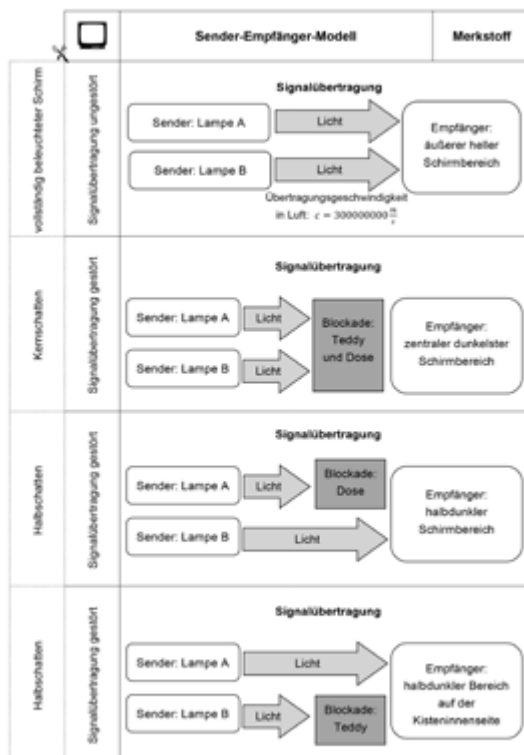 Sender-Empfänger-Modell
Merkstoff
vollständig beleuchteter Schirm
Signalübertragung ungestört
Signalübertragung
Sender: Lampe A
Licht
Sender: Lampe B
Licht
Empfänger:
äußerer heller
Schirmbereich
Übertragungsgeschwindigkeit
in Luft: c = 300000000 m/s
Kernschatten
Signalübertragung gestört
Signalübertragung
Sender: Lampe A
Licht
Sender: Lampe B
Licht
Blockade:
Teddy
und Dose
Empfänger:
zentraler dunkelster
Schirmbereich
Halbschatten
Signalübertragung gestört
Signalübertragung
Sender: Lampe A
Licht
Blockade:
Dose
Sender: Lampe B
Licht
Empfänger:
halbdunkler
Schirmbereich
Halbschatten
Signalübertragung gestört
Signalübertragung
Sender: Lampe A
Licht
Sender: Lampe B
Licht
Blockade:
Teddy
Empfänger:
halbdunkler Bereich
auf der
Kisteninnenseite